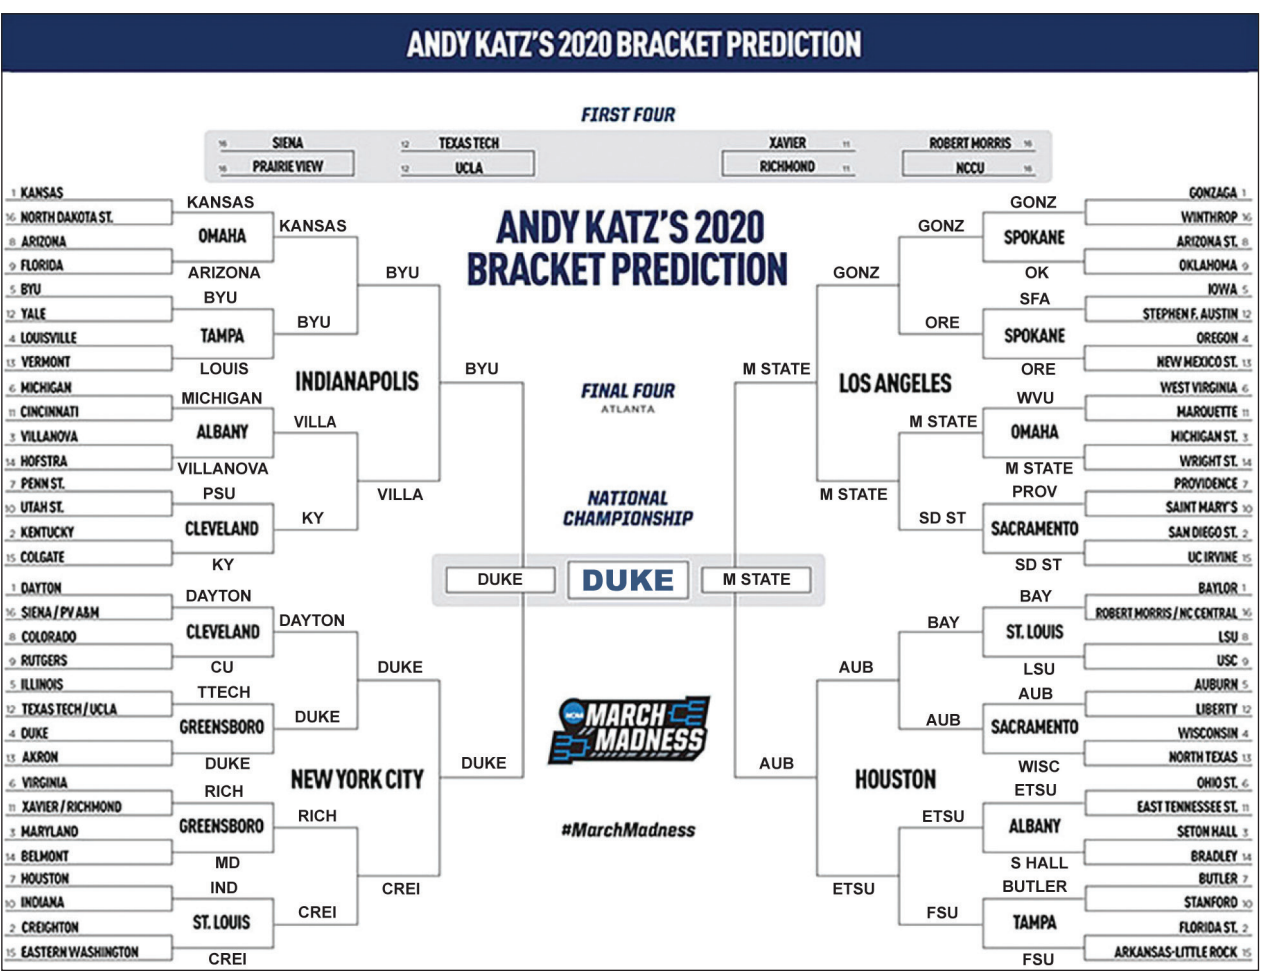 ANDY KATZ'S 2020 BRACKET PREDICTION
FIRST FOUR
16 SIENA
16 PRAIRIE VIEW
12 TEXAS TECH
12 UCLA
XAVIER 11
RICHMOND 11
ROBERT MORRIS 16
NCCU 16
ANDY KATZ'S 2020
BRACKET PREDICTION
1 KANSAS
16 NORTH DAKOTA ST.
8 ARIZONA
9 FLORIDA
5 BYU
12 YALE
4 LOUISVILLE
13 VERMONT
6 MICHIGAN
11 CINCINNATI
3 VILLANOVA
14 HOFSTRA
7 PENN ST.
10 UTAH ST.
2 KENTUCKY
15 COLGATE
KANSAS
OMAHA
ARIZONA
BYU
TAMPA
LOUIS
MICHIGAN
ALBANY
VILLANOVA
PSU
CLEVELAND
KY
KANSAS
BYU
VILLA
KY
BYU
VILLA
INDIANAPOLIS
BYU
1 DAYTON
16 SIENA / PV A&M
8 COLORADO
9 RUTGERS
5 ILLINOIS
12 TEXAS TECH / UCLA
4 DUKE
13 AKRON
6 VIRGINIA
11 XAVIER / RICHMOND
3 MARYLAND
14 BELMONT
7 HOUSTON
10 INDIANA
2 CREIGHTON
15 EASTERN WASHINGTON
DAYTON
CLEVELAND
CU
TTECH
GREENSBORO
DUKE
RICH
GREENSBORO
MD
IND
ST. LOUIS
CREI
DAYTON
DUKE
RICH
CREI
DUKE
CREI
NEW YORK CITY
DUKE
FINAL FOUR
ATLANTA
NATIONAL
CHAMPIONSHIP
DUKE
DUKE
M STATE
NCAA
MARCH
MADNESS
#MarchMadness
GONZAGA 1
WINTHROP 16
ARIZONA ST. 8
OKLAHOMA 9
IOWA 5
STEPHEN F. AUSTIN 12
OREGON 4
NEW MEXICO ST. 13
WEST VIRGINIA 6
MARQUETTE 11
MICHIGAN ST. 3
WRIGHT ST. 14
PROVIDENCE 7
SAINT MARY'S 10
SAN DIEGO ST. 2
UC IRVINE 15
GONZ
SPOKANE
OK
SFA
SPOKANE
ORE
WVU
OMAHA
M STATE
PROV
SACRAMENTO
SD ST
GONZ
ORE
M STATE
SD ST
GONZ
M STATE
LOS ANGELES
M STATE
BAYLOR 1
ROBERT MORRIS / NC CENTRAL 16
LSU 8
USC 9
AUBURN 5
LIBERTY 12
WISCONSIN 4
NORTH TEXAS 13
OHIO ST. 6
EAST TENNESSEE ST. 11
SETON HALL 3
BRADLEY 14
BUTLER 7
STANFORD 10
FLORIDA ST. 2
ARKANSAS-LITTLE ROCK 15
BAY
ST. LOUIS
LSU
AUB
SACRAMENTO
WISC
ETSU
ALBANY
S HALL
BUTLER
TAMPA
FSU
BAY
AUB
ETSU
FSU
AUB
ETSU
HOUSTON
AUB